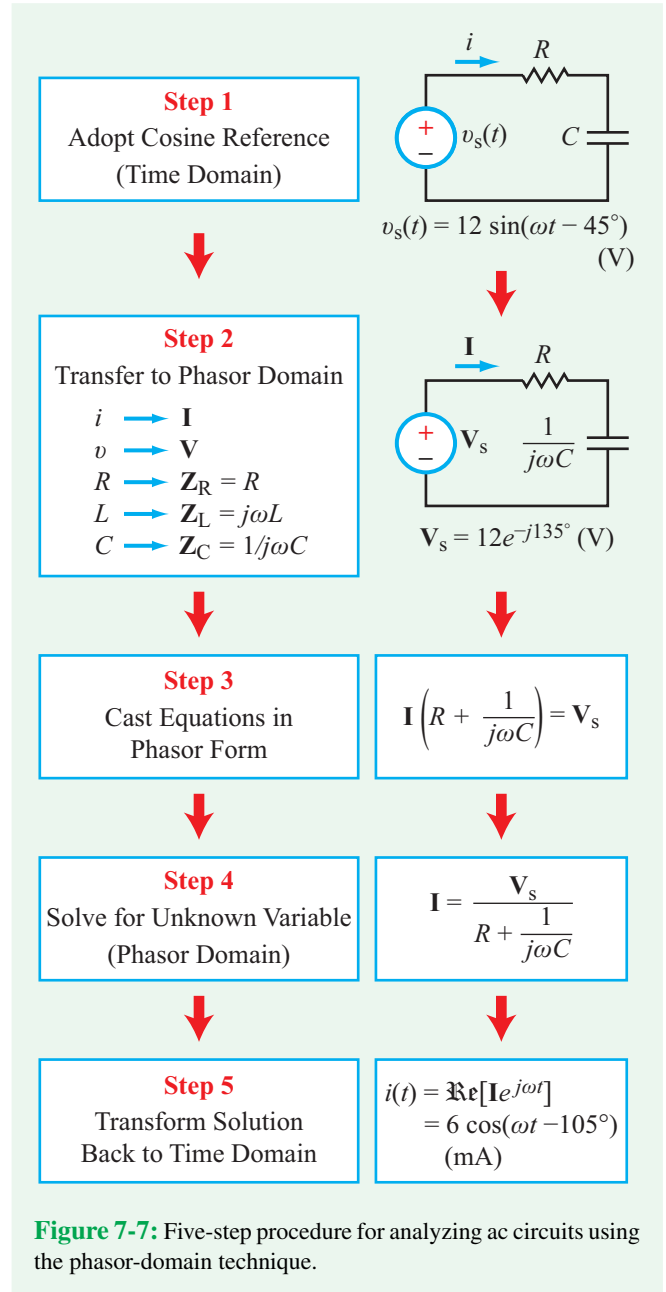 Step 1
Adopt Cosine Reference
(Time Domain)
i
R
+
−
υs(t)
C
υs(t) = 12 sin(ωt − 45°)
(V)
Step 2
Transfer to Phasor Domain
i → I
υ → V
R → ZR = R
L → ZL = jωL
C → ZC = 1/jωC
I
R
+
−
Vs
1
jωC
Vs = 12e−j135° (V)
Step 3
Cast Equations in
Phasor Form
I (R + 1/jωC) = Vs
Step 4
Solve for Unknown Variable
(Phasor Domain)
I = Vs / (R + 1/jωC)
Step 5
Transform Solution
Back to Time Domain
i(t) = ℜe[Ie jωt]
= 6 cos(ωt −105°)
(mA)
Figure 7-7: Five-step procedure for analyzing ac circuits using
the phasor-domain technique.